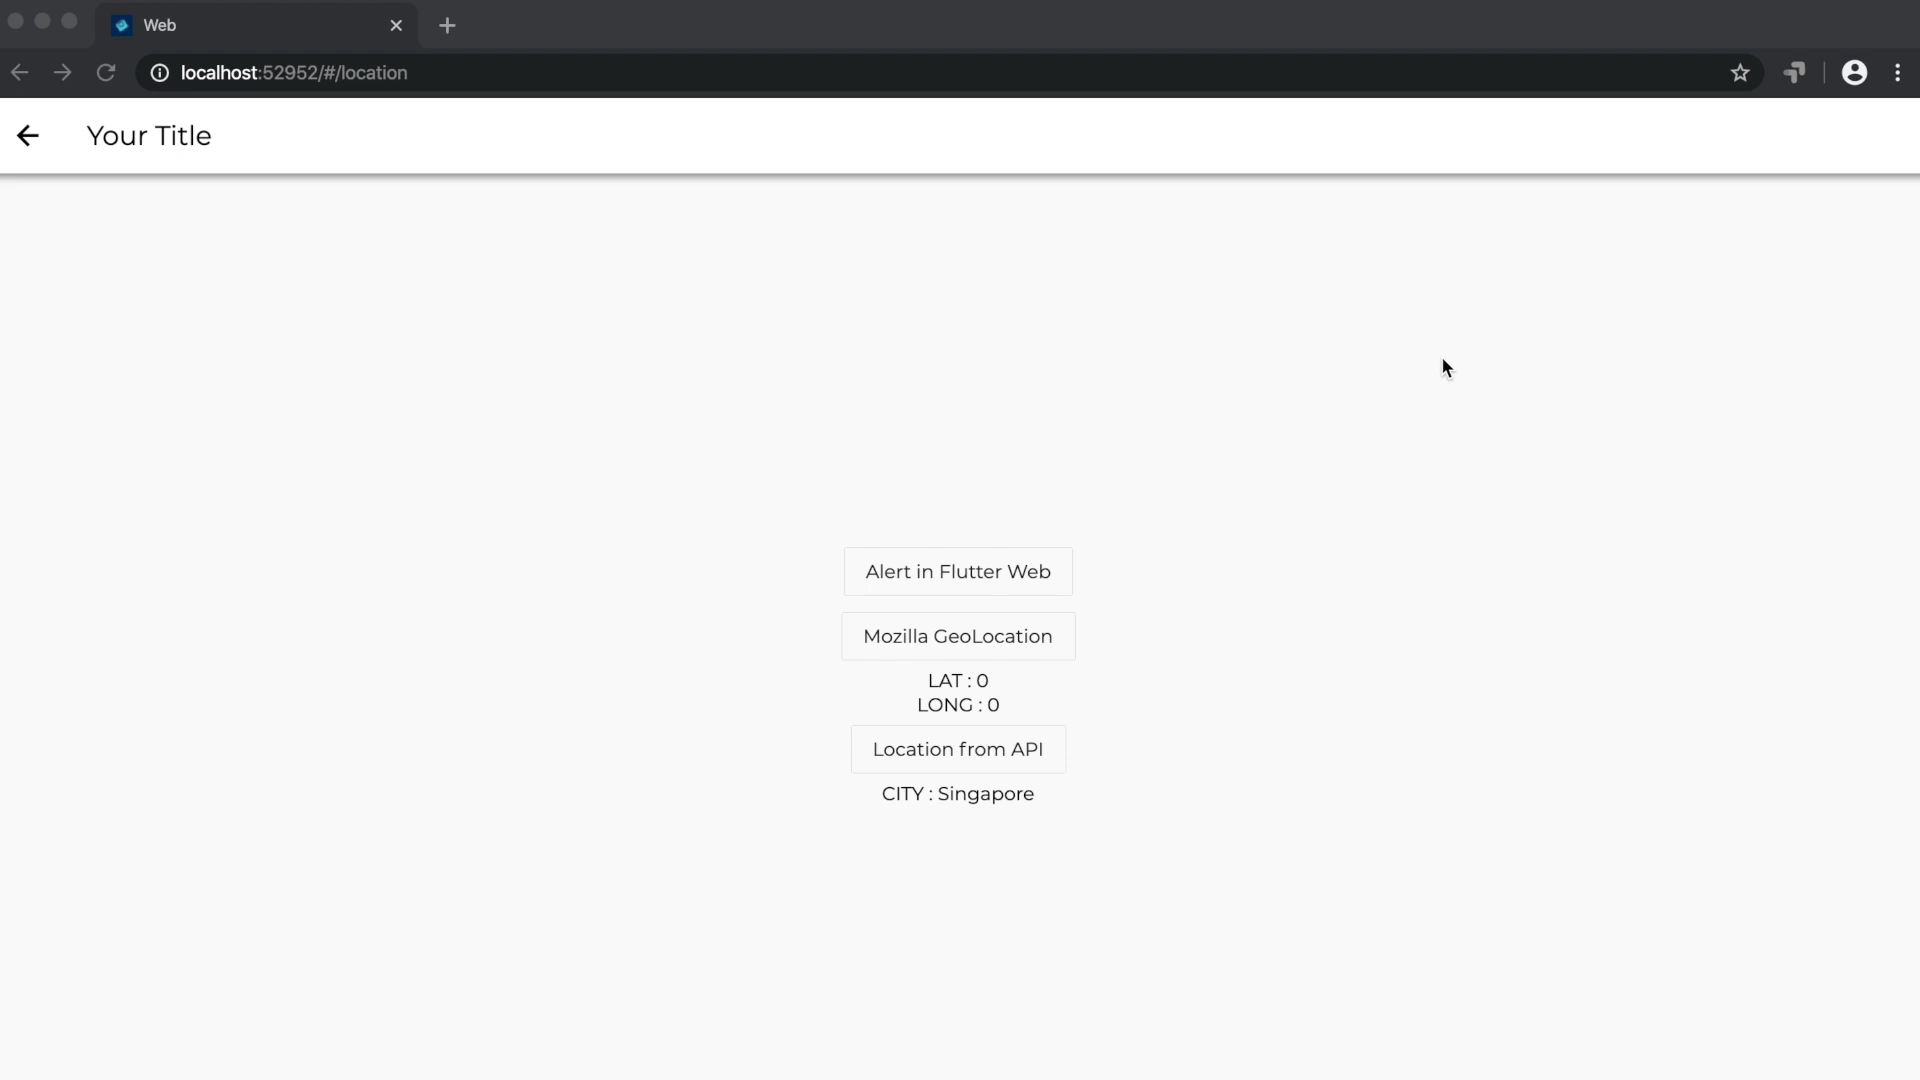 Web
localhost:52952/#/location
Your Title
Alert in Flutter Web
Mozilla GeoLocation
LAT : 0
LONG : 0
Location from API
CITY : Singapore